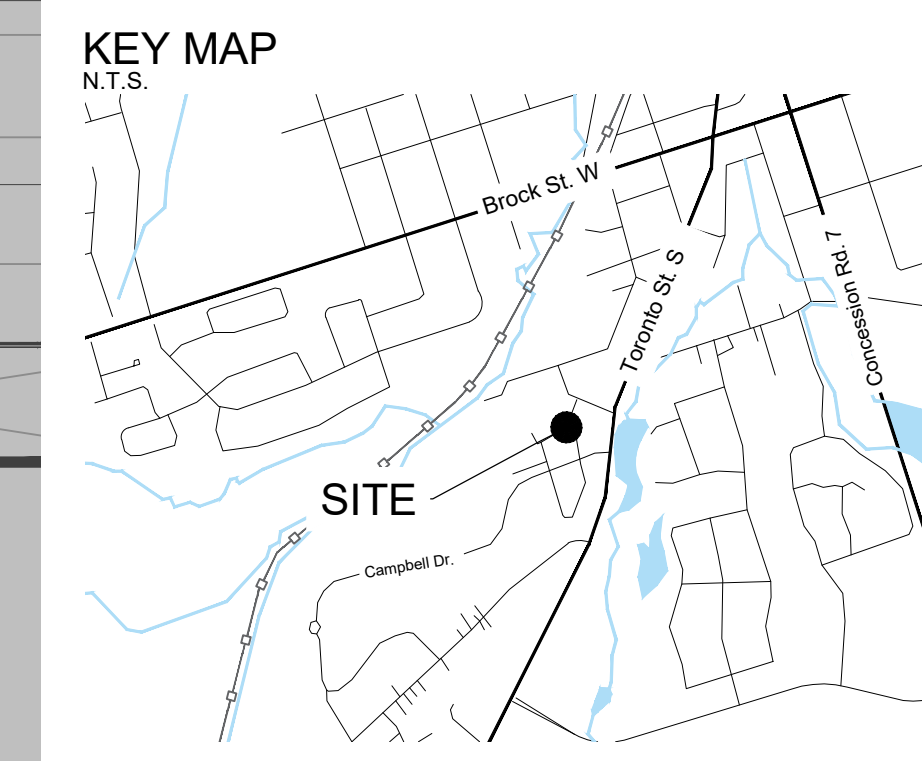 KEY MAP
N.T.S.
Brock St. W
Toronto St. S
Concession Rd. 7
SITE
Campbell Dr.